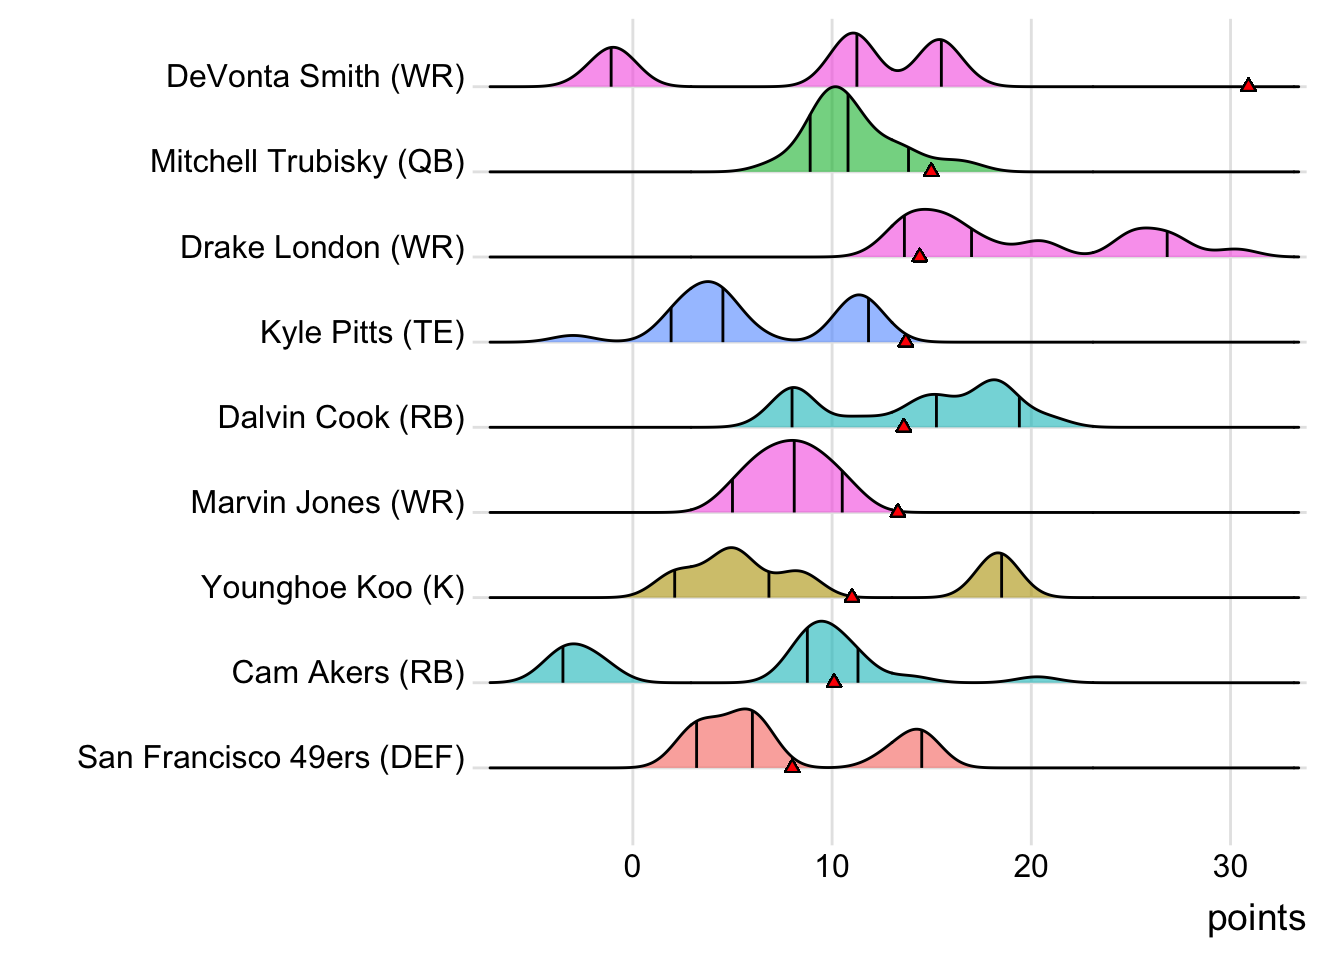 DeVonta Smith (WR)
Mitchell Trubisky (QB)
Drake London (WR)
Kyle Pitts (TE)
Dalvin Cook (RB)
Marvin Jones (WR)
Younghoe Koo (K)
Cam Akers (RB)
San Francisco 49ers (DEF)
0 10 20 30
points